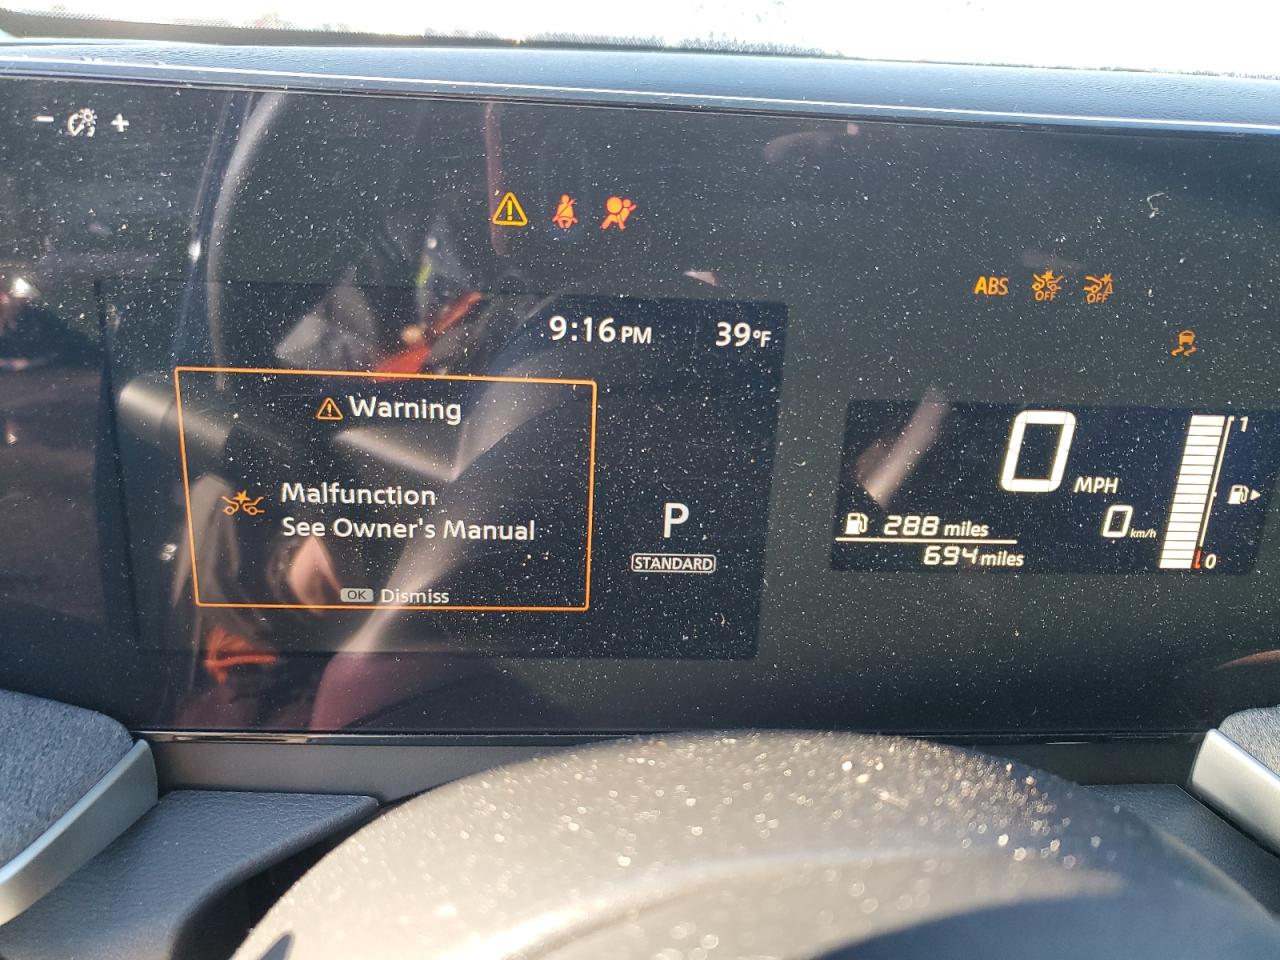 - +
ABS
OFF
OFF
9:16 PM 39°F
Warning
Malfunction
See Owner's Manual
OK Dismiss
P
STANDARD
0 MPH
0 km/h
288 miles
694 miles
1
0